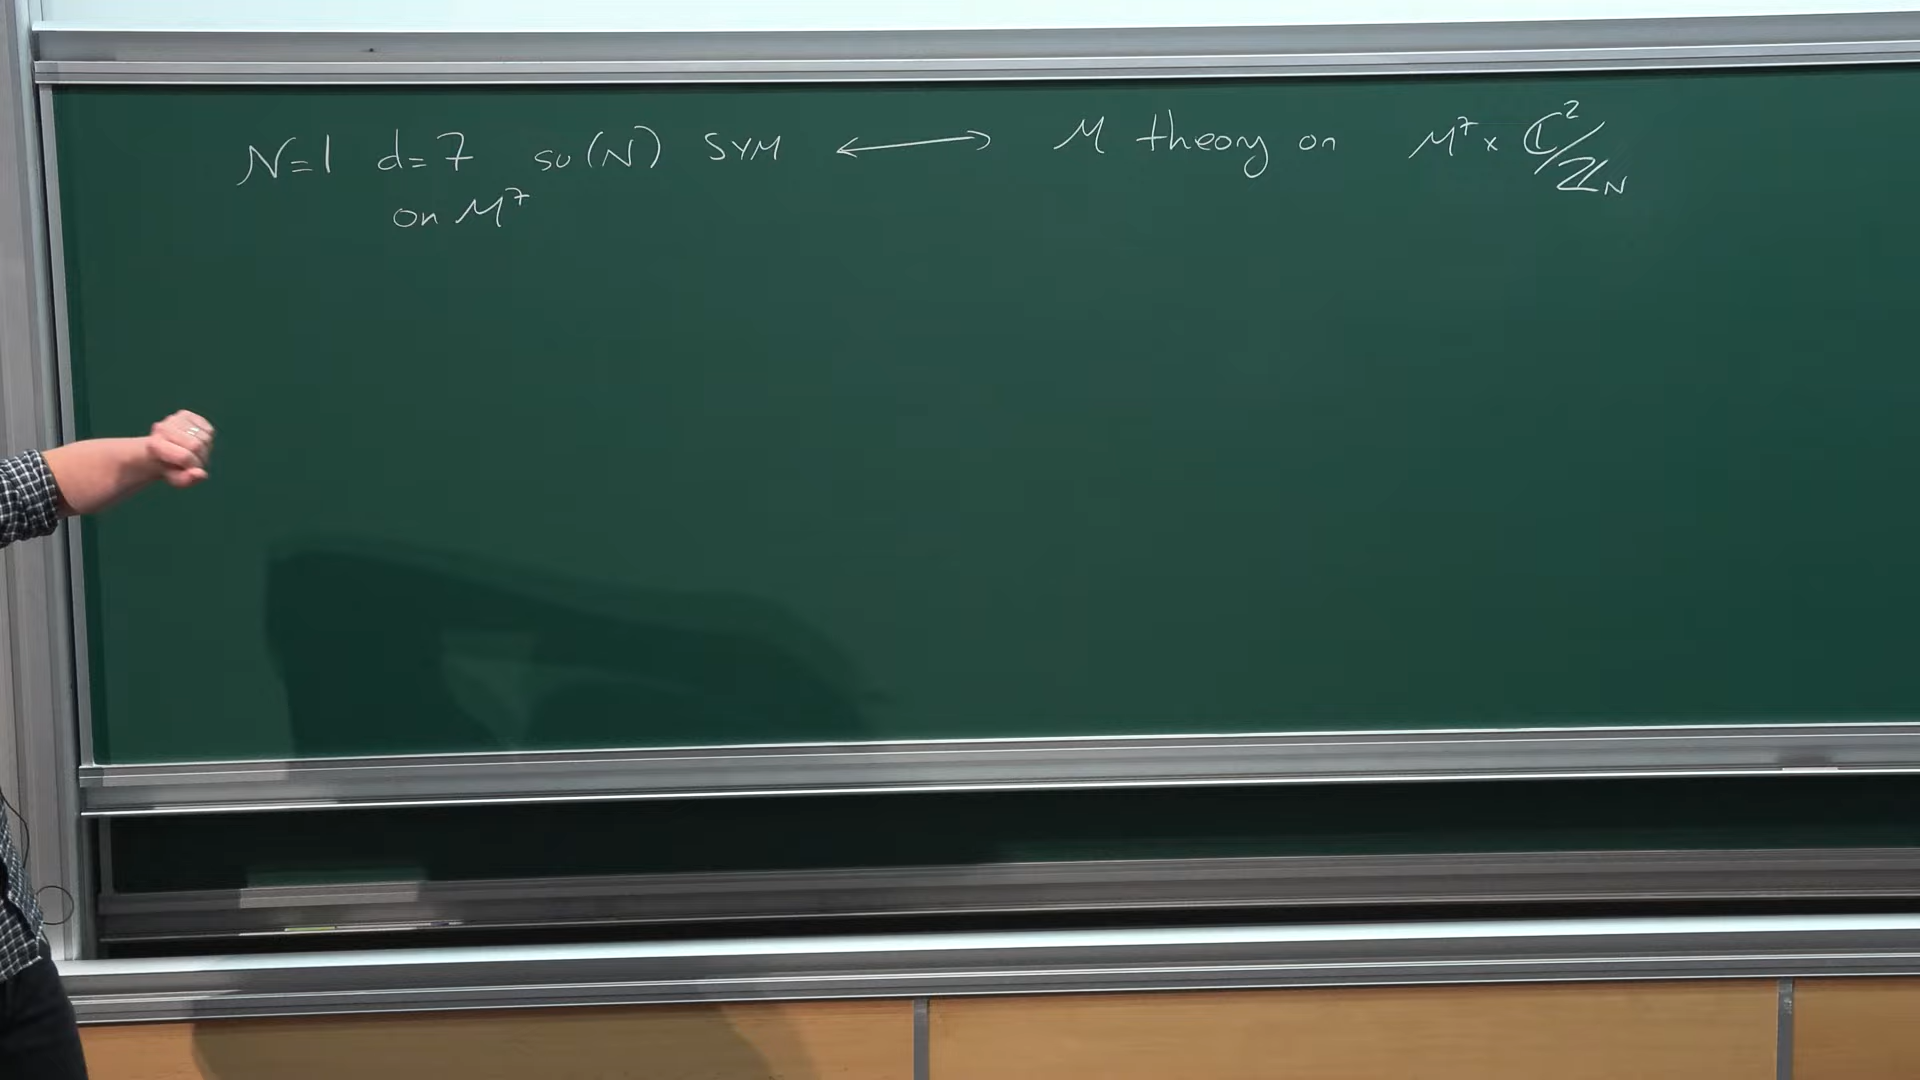 N=1 d=7 su(N) SYM ⟷ M theory on M⁷ × ℂ²/ℤ_N
on M⁷